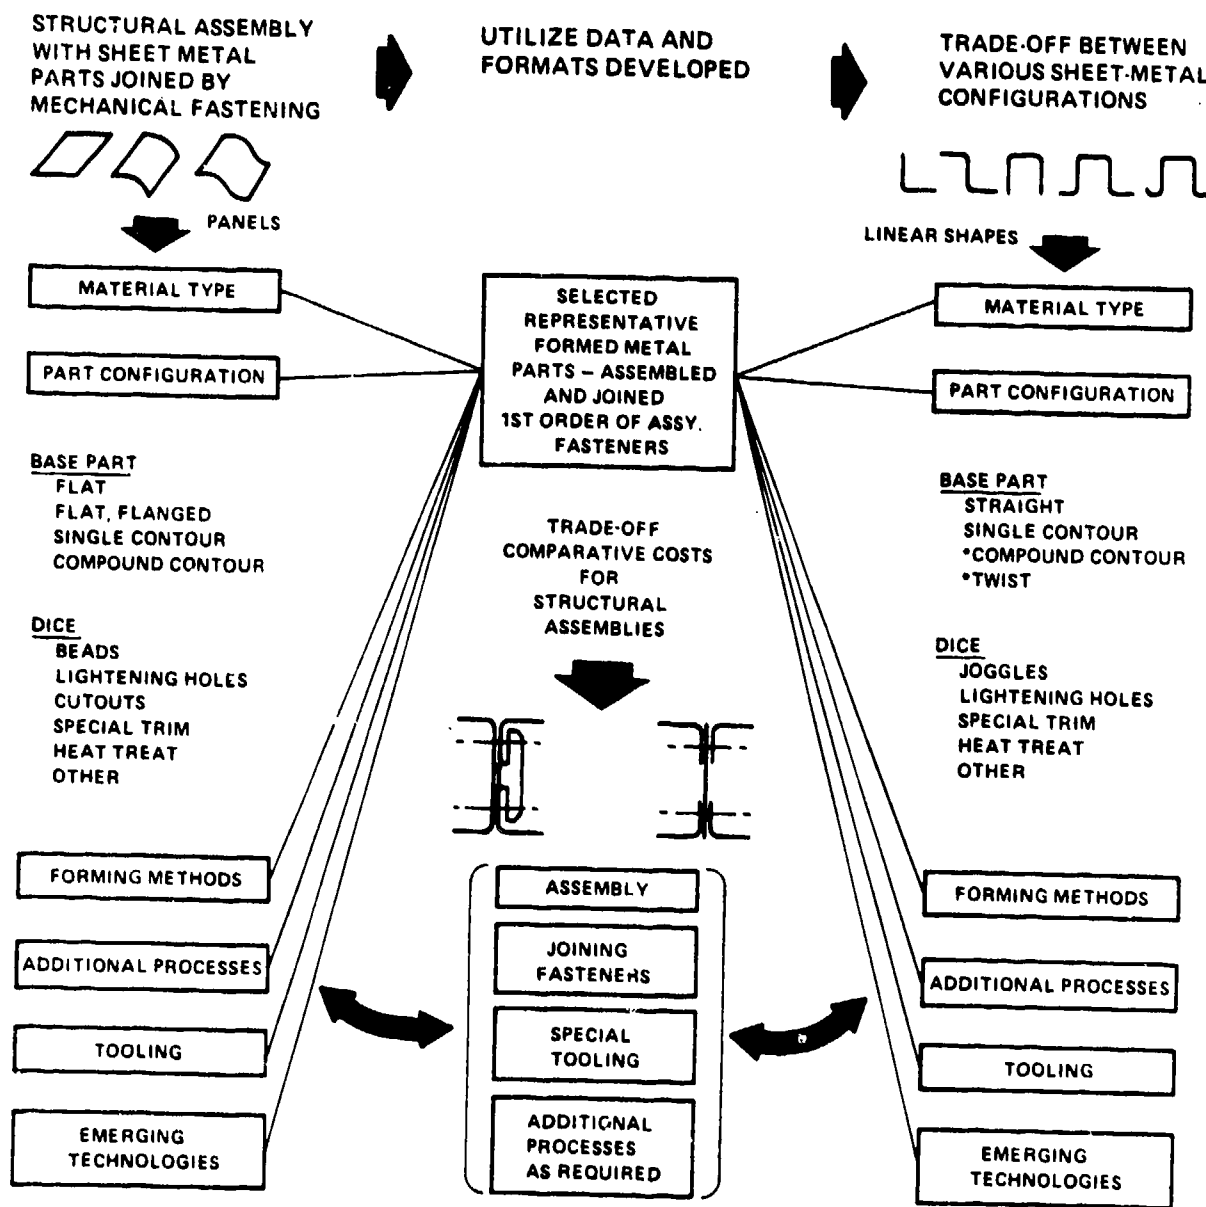 STRUCTURAL ASSEMBLY
WITH SHEET METAL
PARTS JOINED BY
MECHANICAL FASTENING
UTILIZE DATA AND
FORMATS DEVELOPED
TRADE-OFF BETWEEN
VARIOUS SHEET-METAL
CONFIGURATIONS
PANELS
LINEAR SHAPES
MATERIAL TYPE
PART CONFIGURATION
BASE PART
FLAT
FLAT, FLANGED
SINGLE CONTOUR
COMPOUND CONTOUR
DICE
BEADS
LIGHTENING HOLES
CUTOUTS
SPECIAL TRIM
HEAT TREAT
OTHER
FORMING METHODS
ADDITIONAL PROCESSES
TOOLING
EMERGING
TECHNOLOGIES
SELECTED
REPRESENTATIVE
FORMED METAL
PARTS – ASSEMBLED
AND JOINED
1ST ORDER OF ASSY.
FASTENERS
TRADE-OFF
COMPARATIVE COSTS
FOR
STRUCTURAL
ASSEMBLIES
ASSEMBLY
JOINING
FASTENERS
SPECIAL
TOOLING
ADDITIONAL
PROCESSES
AS REQUIRED
MATERIAL TYPE
PART CONFIGURATION
BASE PART
STRAIGHT
SINGLE CONTOUR
*COMPOUND CONTOUR
*TWIST
DICE
JOGGLES
LIGHTENING HOLES
SPECIAL TRIM
HEAT TREAT
OTHER
FORMING METHODS
ADDITIONAL PROCESSES
TOOLING
EMERGING
TECHNOLOGIES